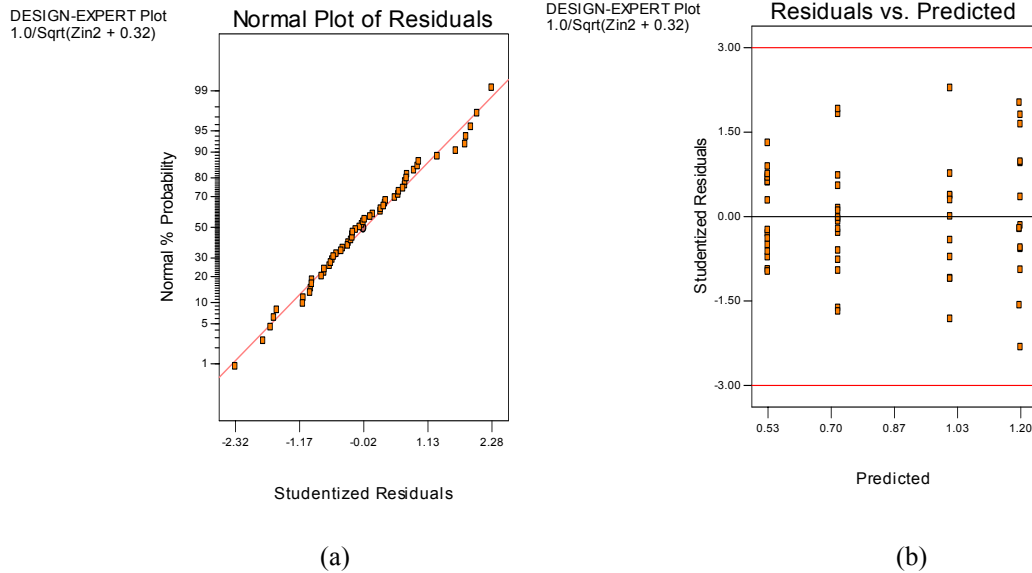 DESIGN-EXPERT Plot
1.0/Sqrt(Zin2 + 0.32)
Normal Plot of Residuals
Normal % Probability
99
95
90
80
70
50
30
20
10
5
1
-2.32
-1.17
-0.02
1.13
2.28
Studentized Residuals
(a)
DESIGN-EXPERT Plot
1.0/Sqrt(Zin2 + 0.32)
Residuals vs. Predicted
Studentized Residuals
3.00
1.50
0.00
-1.50
-3.00
0.53
0.70
0.87
1.03
1.20
Predicted
(b)